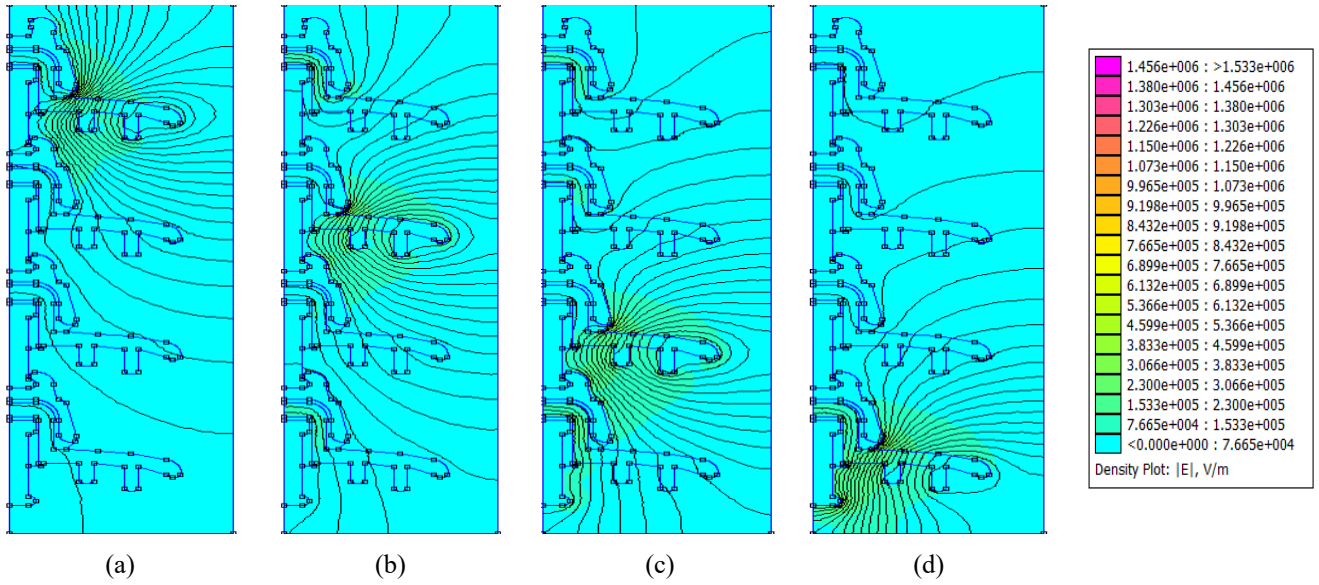 1.456e+006 : >1.533e+006
1.380e+006 : 1.456e+006
1.303e+006 : 1.380e+006
1.226e+006 : 1.303e+006
1.150e+006 : 1.226e+006
1.073e+006 : 1.150e+006
9.965e+005 : 1.073e+006
9.198e+005 : 9.965e+005
8.432e+005 : 9.198e+005
7.665e+005 : 8.432e+005
6.899e+005 : 7.665e+005
6.132e+005 : 6.899e+005
5.366e+005 : 6.132e+005
4.599e+005 : 5.366e+005
3.833e+005 : 4.599e+005
3.066e+005 : 3.833e+005
2.300e+005 : 3.066e+005
1.533e+005 : 2.300e+005
7.665e+004 : 1.533e+005
<0.000e+000 : 7.665e+004
Density Plot: |E|, V/m
(a)
(b)
(c)
(d)